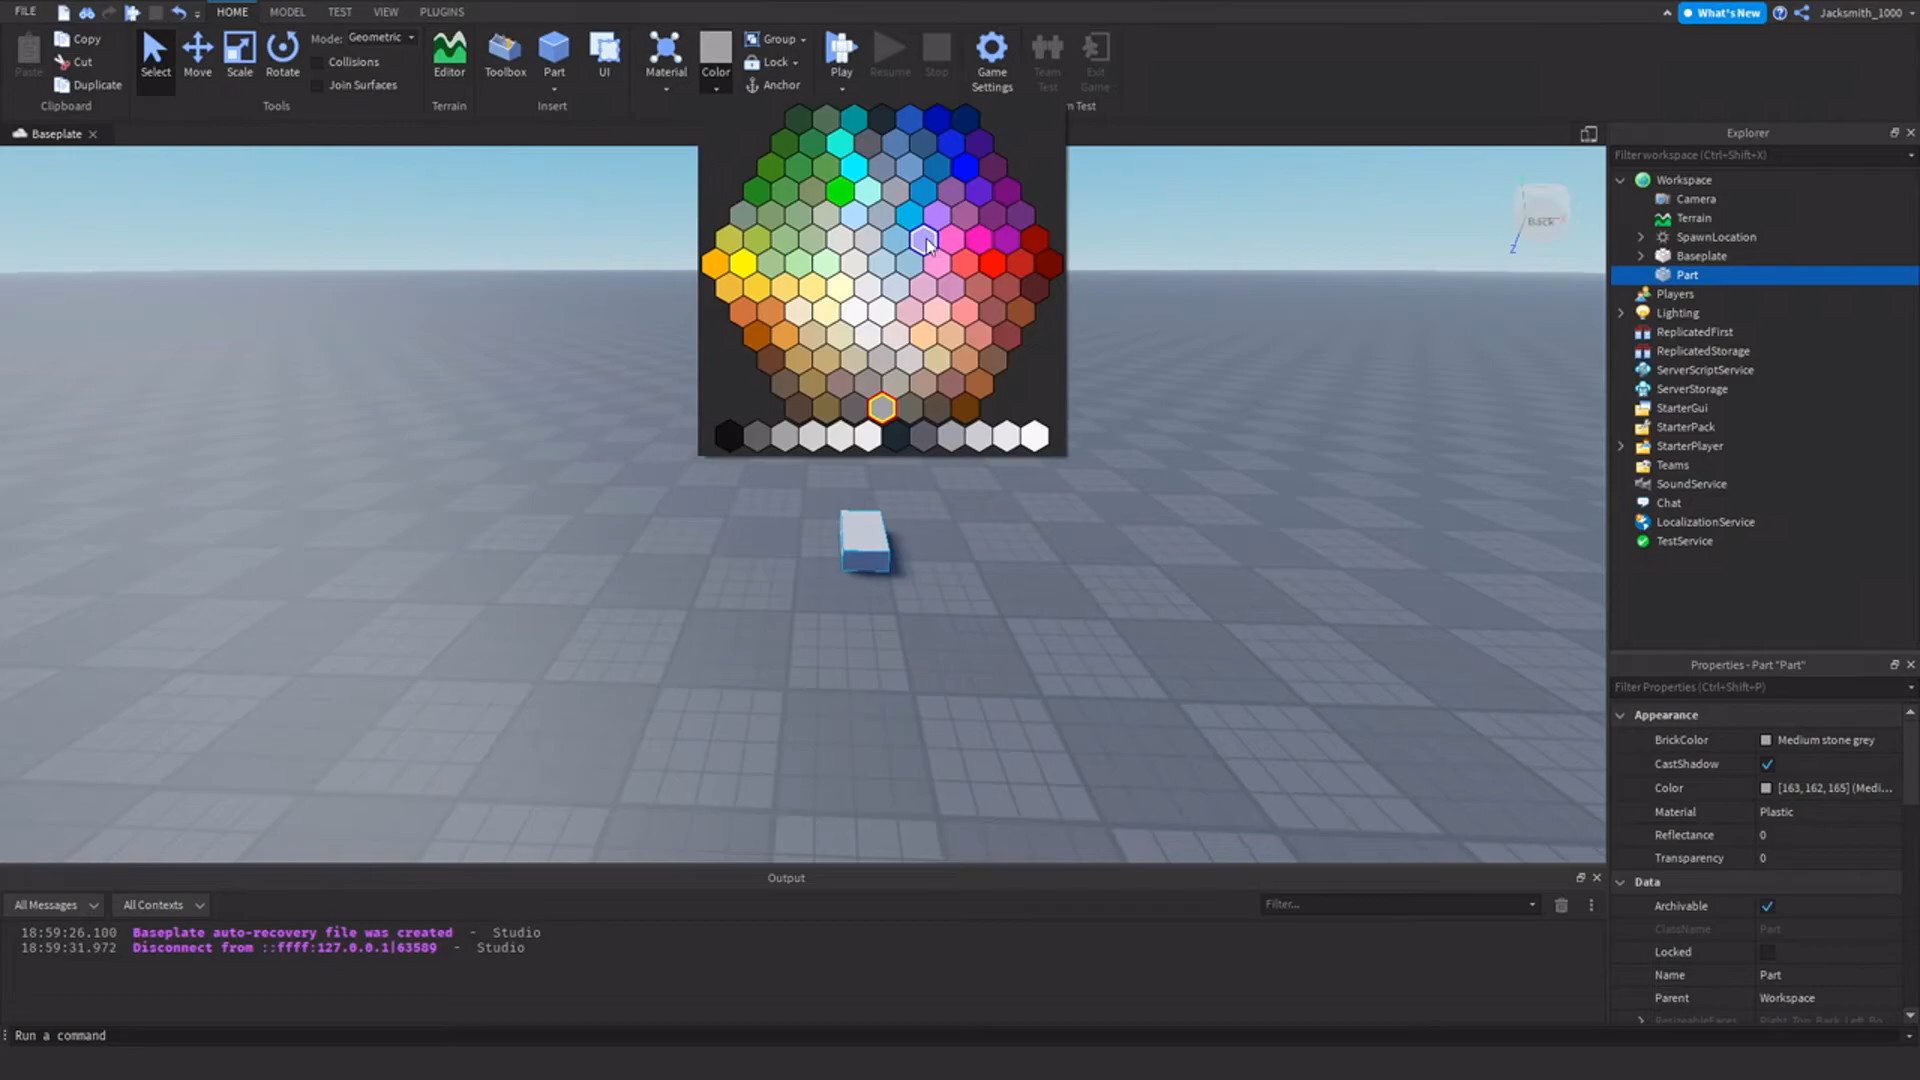 FILE HOME MODEL TEST VIEW PLUGINS What's New Jacksmith_1000
Paste Copy Cut Duplicate Clipboard
Select Move Scale Rotate Mode: Geometric Collisions Join Surfaces Tools
Editor Terrain
Toolbox Part UI Insert
Material Color Group Lock Anchor
Play Resume Stop Game Settings Team Test Exit Game
m Test
Baseplate
Back
Z
Explorer
Filter workspace (Ctrl+Shift+X)
Workspace
Camera
Terrain
SpawnLocation
Baseplate
Part
Players
Lighting
ReplicatedFirst
ReplicatedStorage
ServerScriptService
ServerStorage
StarterGui
StarterPack
StarterPlayer
Teams
SoundService
Chat
LocalizationService
TestService
Properties - Part "Part"
Filter Properties (Ctrl+Shift+P)
Appearance
BrickColor Medium stone grey
CastShadow
Color [163, 162, 165] (Medi...
Material Plastic
Reflectance 0
Transparency 0
Data
Archivable
ClassName Part
Locked
Name Part
Parent Workspace
Output
All Messages All Contexts Filter...
18:59:26.100 Baseplate auto-recovery file was created - Studio
18:59:31.972 Disconnect from ::ffff:127.0.0.1|63589 - Studio
Run a command